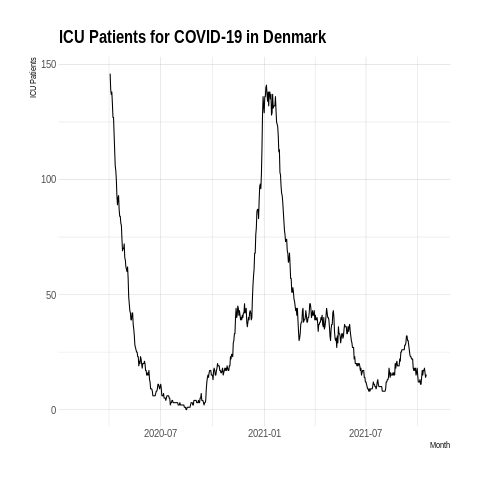 ICU Patients for COVID-19 in Denmark
ICU Patients
150
100
50
0
2020-07
2021-01
2021-07
Month